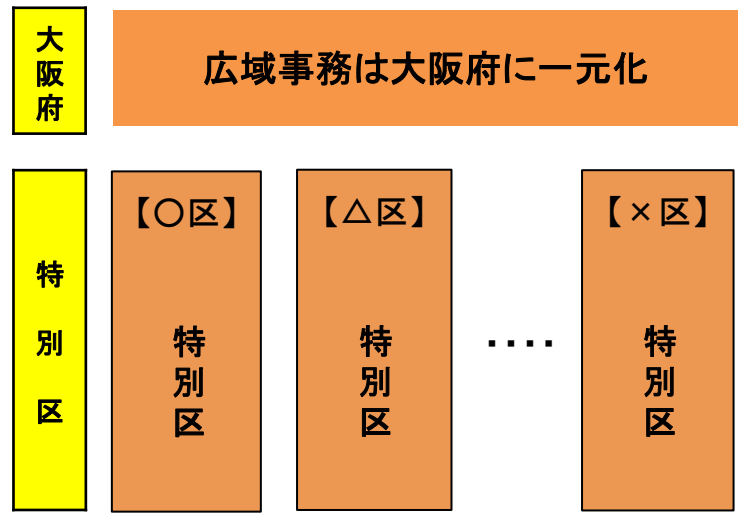 大阪府
広域事務は大阪府に一元化
特別区
【〇区】
特別区
【△区】
特別区
････
【×区】
特別区